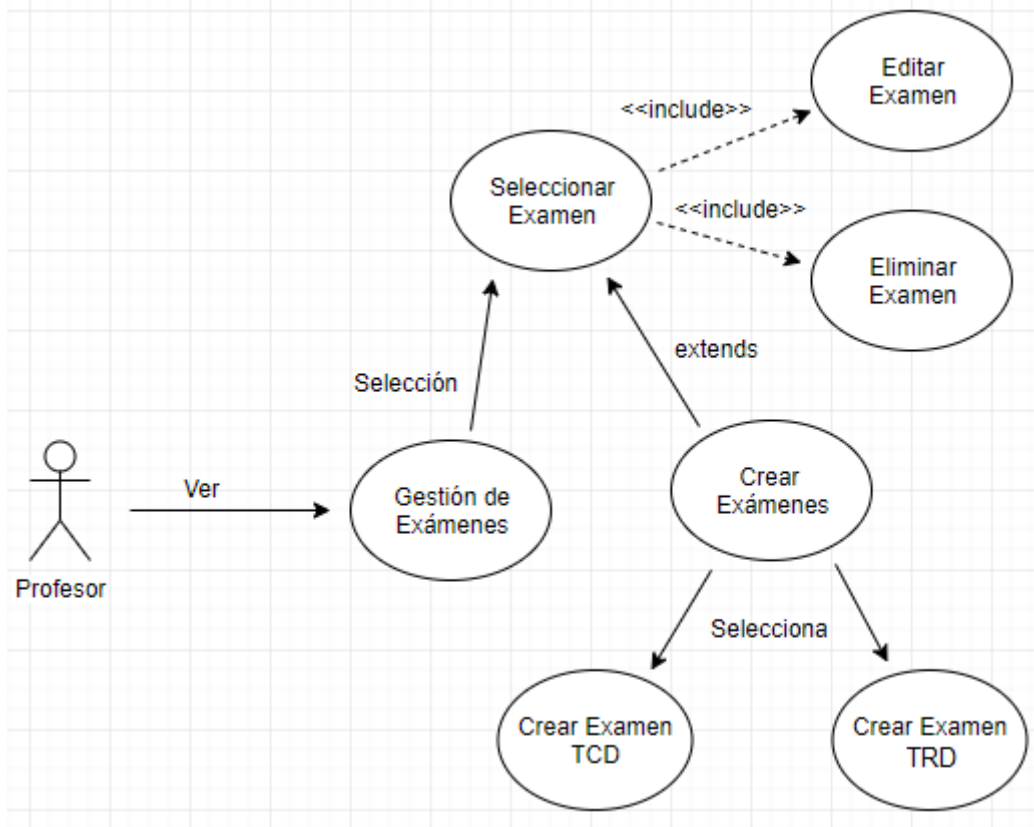 Editar
Examen
<<include>>
Seleccionar
Examen
<<include>>
Eliminar
Examen
extends
Selección
Ver
Gestión de
Exámenes
Crear
Exámenes
Profesor
Selecciona
Crear Examen
TCD
Crear Examen
TRD